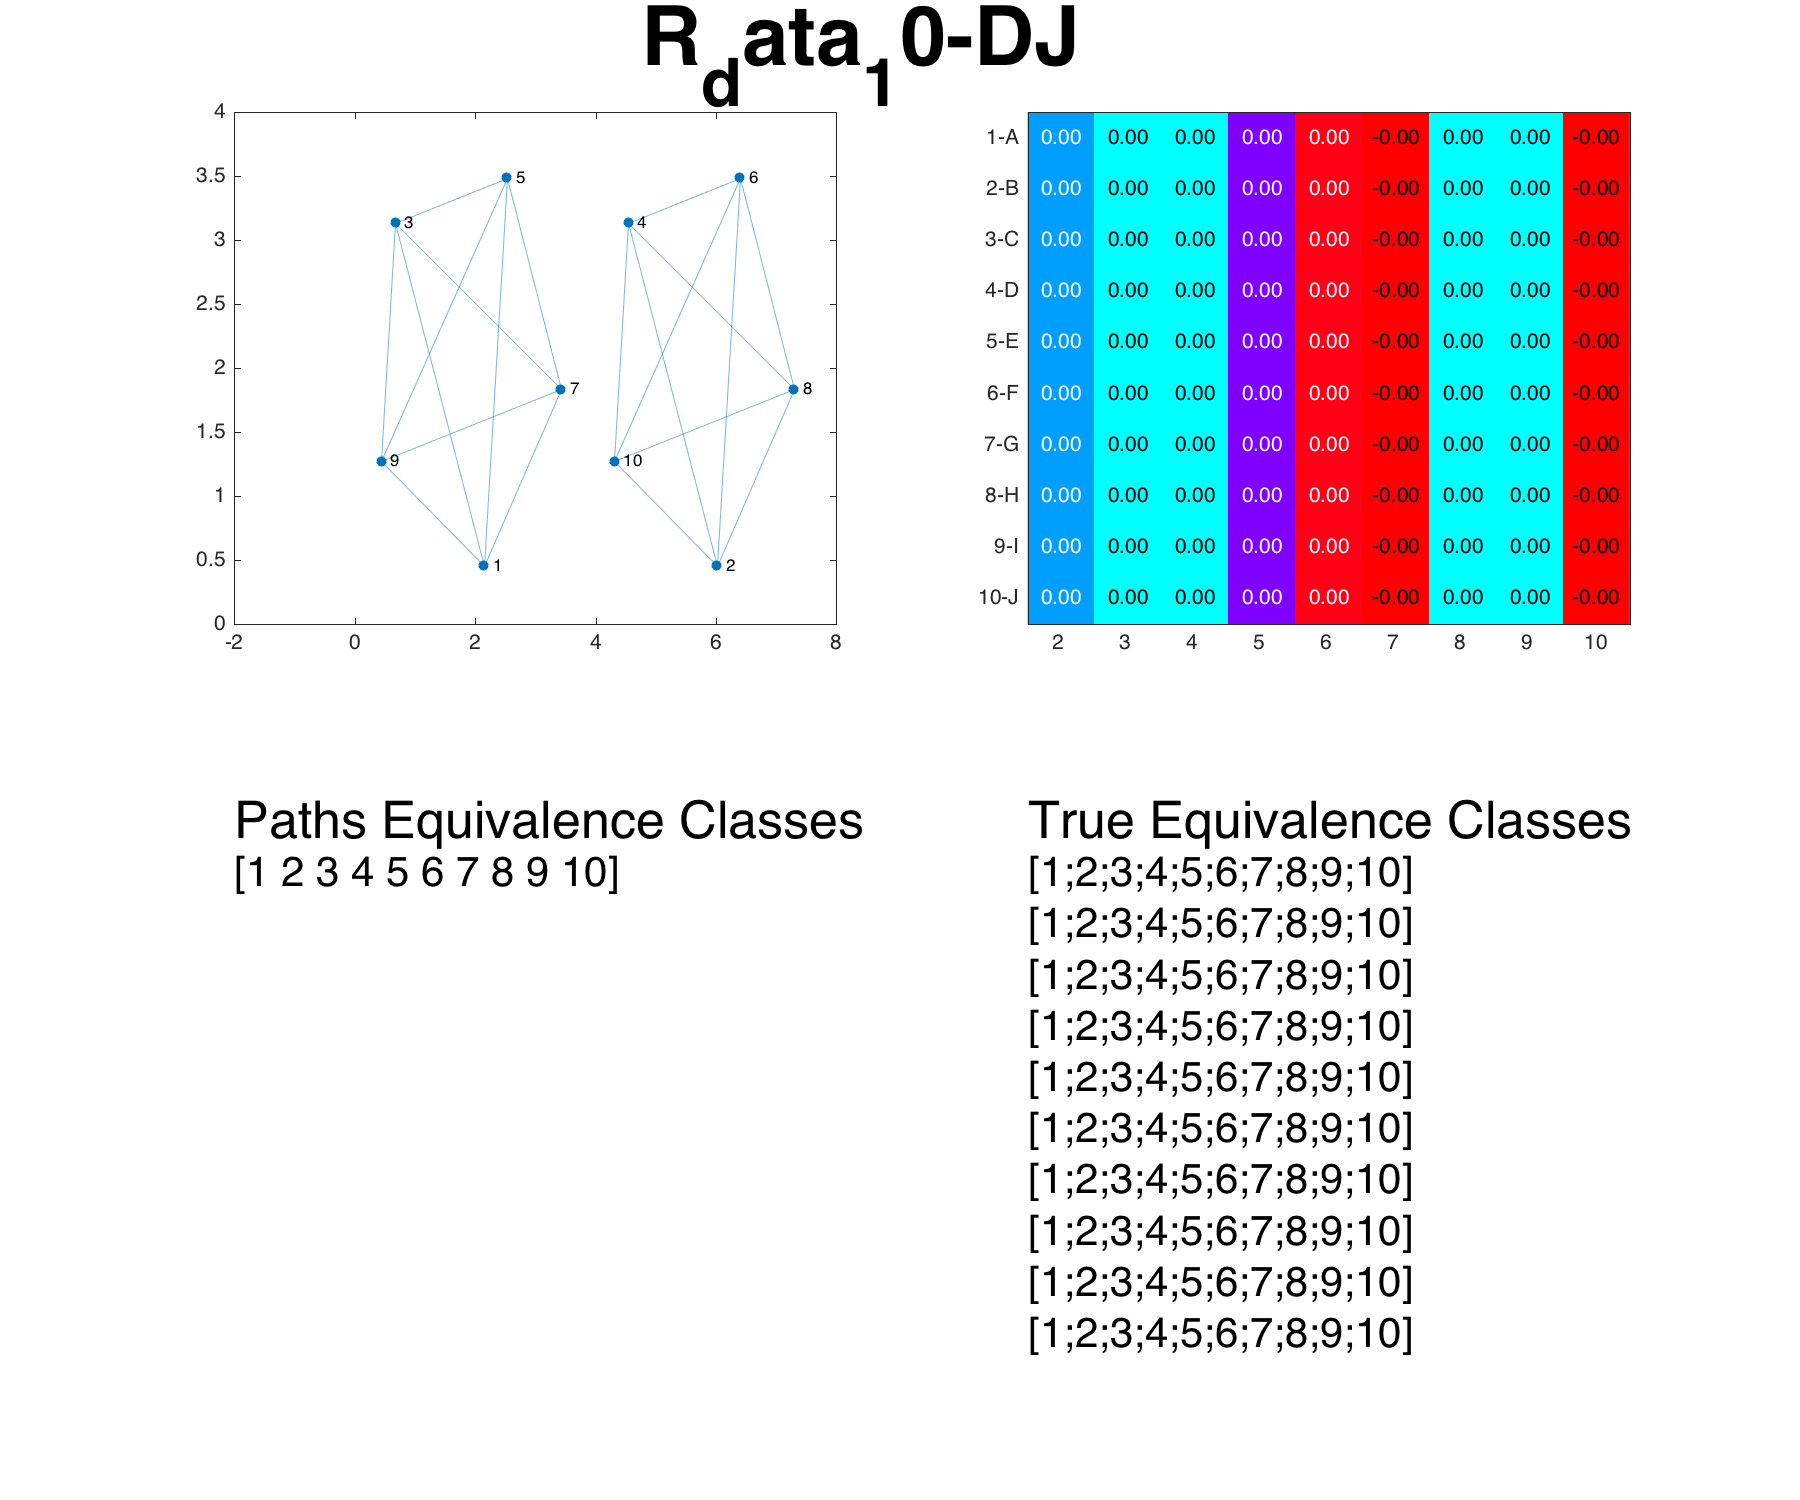 R_data_10-DJ
4
3.5
3
2.5
2
1.5
1
0.5
0
-2 0 2 4 6 8
5
3
7
9
1
6
4
8
10
2
1-A 0.00 0.00 0.00 0.00 0.00 -0.00 0.00 0.00 -0.00
2-B 0.00 0.00 0.00 0.00 0.00 -0.00 0.00 0.00 -0.00
3-C 0.00 0.00 0.00 0.00 0.00 -0.00 0.00 0.00 -0.00
4-D 0.00 0.00 0.00 0.00 0.00 -0.00 0.00 0.00 -0.00
5-E 0.00 0.00 0.00 0.00 0.00 -0.00 0.00 0.00 -0.00
6-F 0.00 0.00 0.00 0.00 0.00 -0.00 0.00 0.00 -0.00
7-G 0.00 0.00 0.00 0.00 0.00 -0.00 0.00 0.00 -0.00
8-H 0.00 0.00 0.00 0.00 0.00 -0.00 0.00 0.00 -0.00
9-I 0.00 0.00 0.00 0.00 0.00 -0.00 0.00 0.00 -0.00
10-J 0.00 0.00 0.00 0.00 0.00 -0.00 0.00 0.00 -0.00
2 3 4 5 6 7 8 9 10
Paths Equivalence Classes
[1 2 3 4 5 6 7 8 9 10]
True Equivalence Classes
[1;2;3;4;5;6;7;8;9;10]
[1;2;3;4;5;6;7;8;9;10]
[1;2;3;4;5;6;7;8;9;10]
[1;2;3;4;5;6;7;8;9;10]
[1;2;3;4;5;6;7;8;9;10]
[1;2;3;4;5;6;7;8;9;10]
[1;2;3;4;5;6;7;8;9;10]
[1;2;3;4;5;6;7;8;9;10]
[1;2;3;4;5;6;7;8;9;10]
[1;2;3;4;5;6;7;8;9;10]